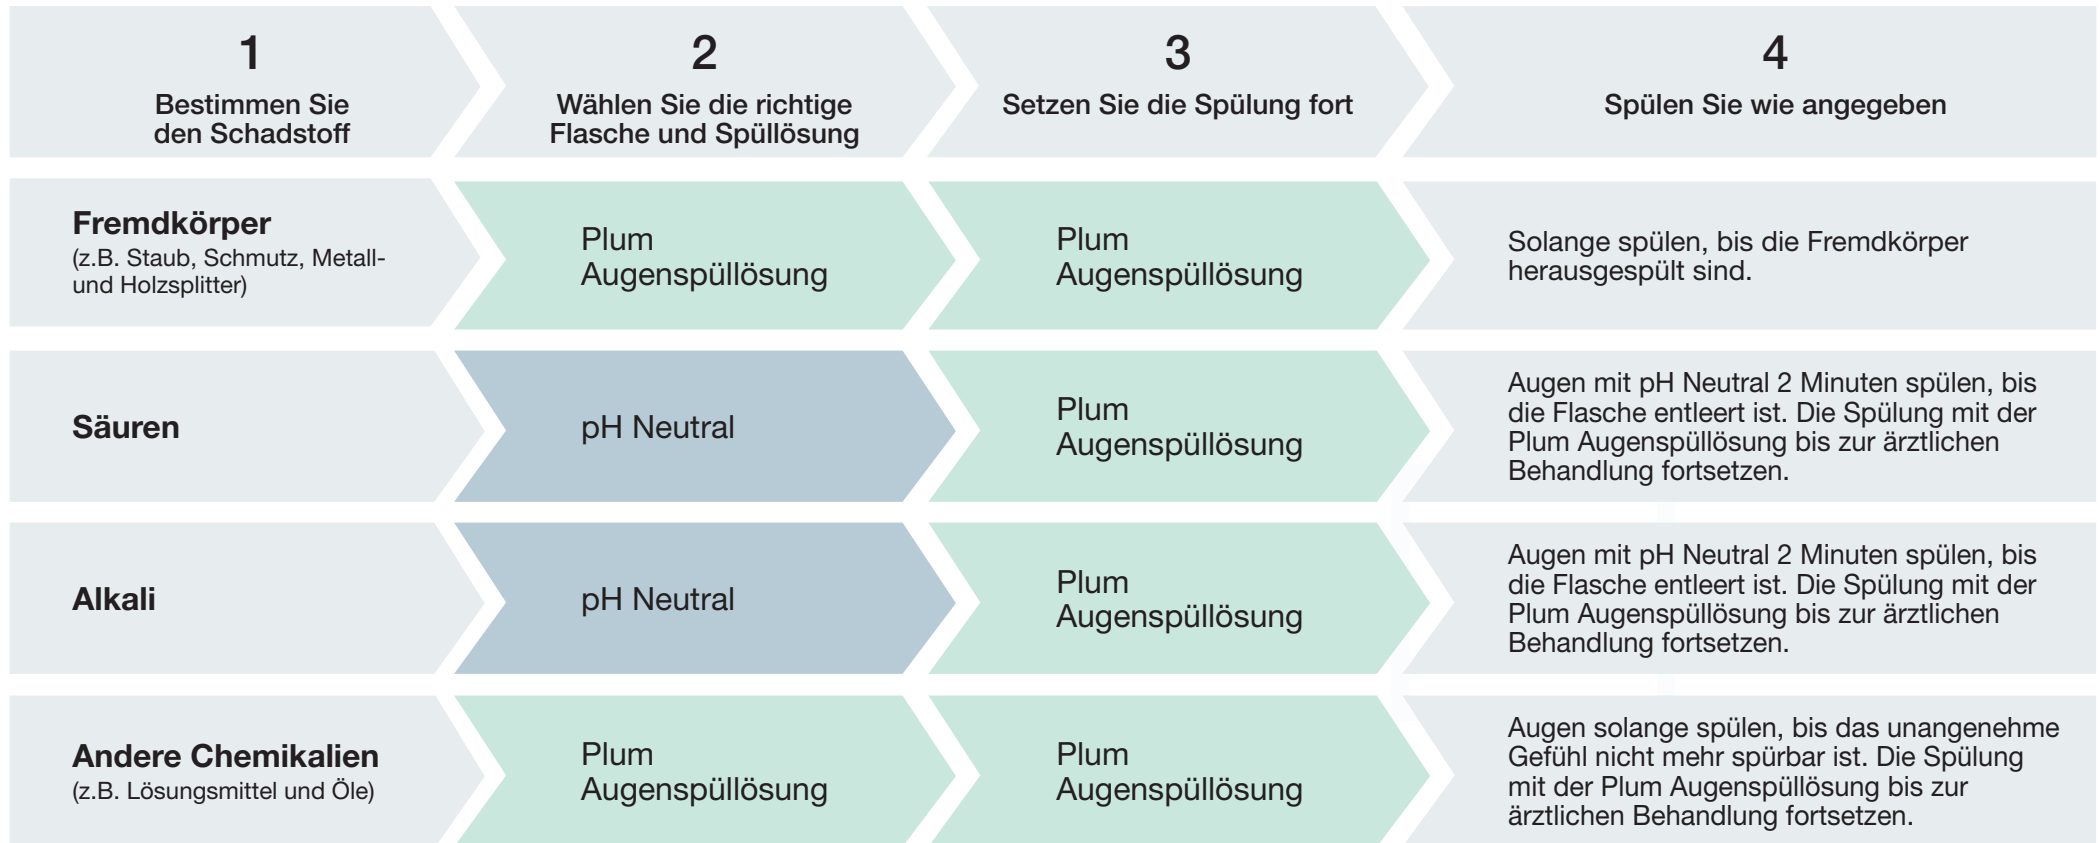 1
Bestimmen Sie
den Schadstoff
2
Wählen Sie die richtige
Flasche und Spüllösung
3
Setzen Sie die Spülung fort
4
Spülen Sie wie angegeben
Fremdkörper
(z.B. Staub, Schmutz, Metall-
und Holzsplitter)
Plum
Augenspüllösung
Plum
Augenspüllösung
Solange spülen, bis die Fremdkörper
herausgespült sind.
Säuren
pH Neutral
Plum
Augenspüllösung
Augen mit pH Neutral 2 Minuten spülen, bis
die Flasche entleert ist. Die Spülung mit der
Plum Augenspüllösung bis zur ärztlichen
Behandlung fortsetzen.
Alkali
pH Neutral
Plum
Augenspüllösung
Augen mit pH Neutral 2 Minuten spülen, bis
die Flasche entleert ist. Die Spülung mit der
Plum Augenspüllösung bis zur ärztlichen
Behandlung fortsetzen.
Andere Chemikalien
(z.B. Lösungsmittel und Öle)
Plum
Augenspüllösung
Plum
Augenspüllösung
Augen solange spülen, bis das unangenehme
Gefühl nicht mehr spürbar ist. Die Spülung
mit der Plum Augenspüllösung bis zur
ärztlichen Behandlung fortsetzen.